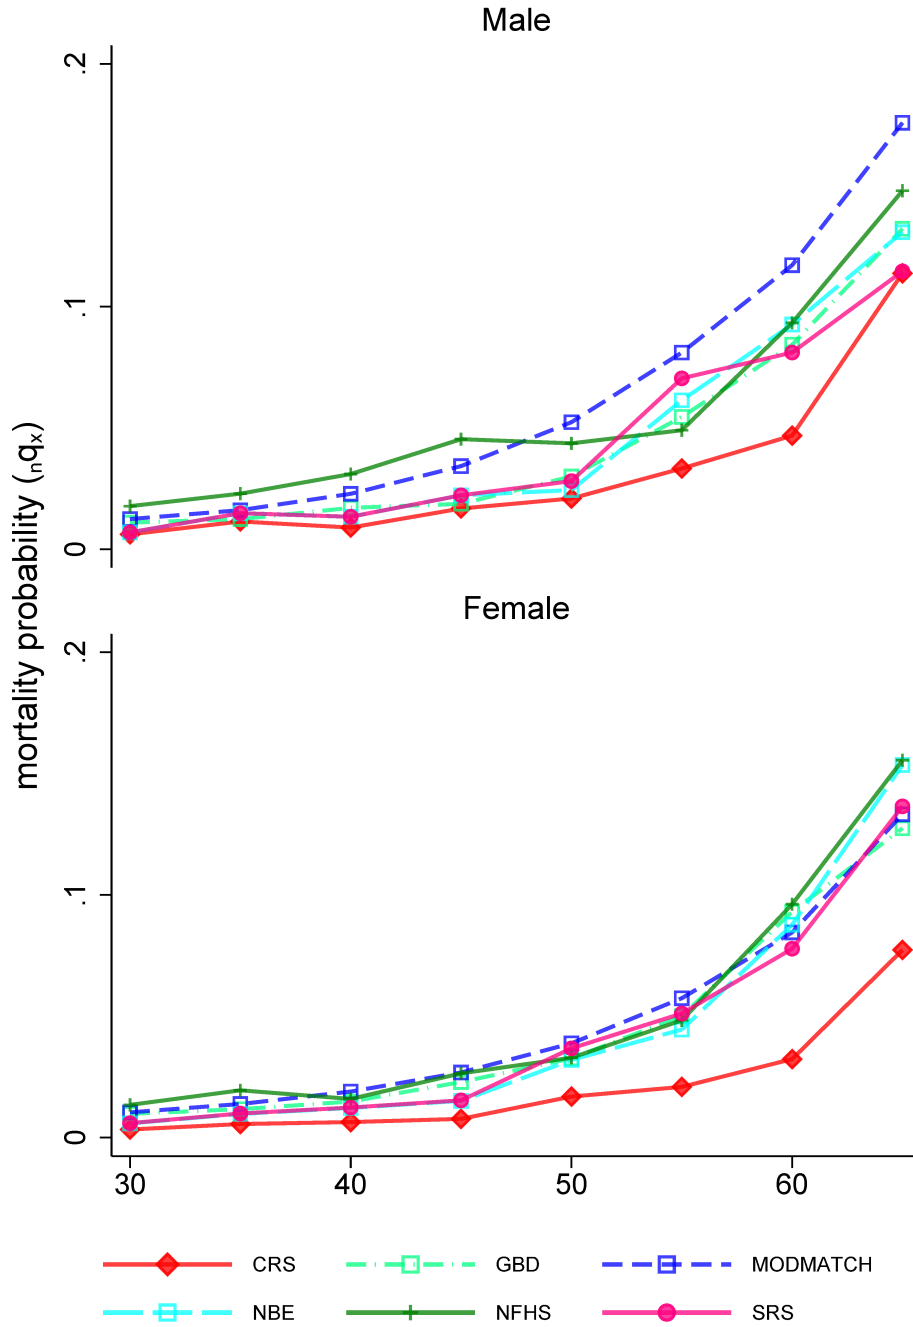 Male
.2
.1
0
mortality probability (ₙqₓ)
Female
.2
.1
0
30 40 50 60
CRS GBD MODMATCH
NBE NFHS SRS